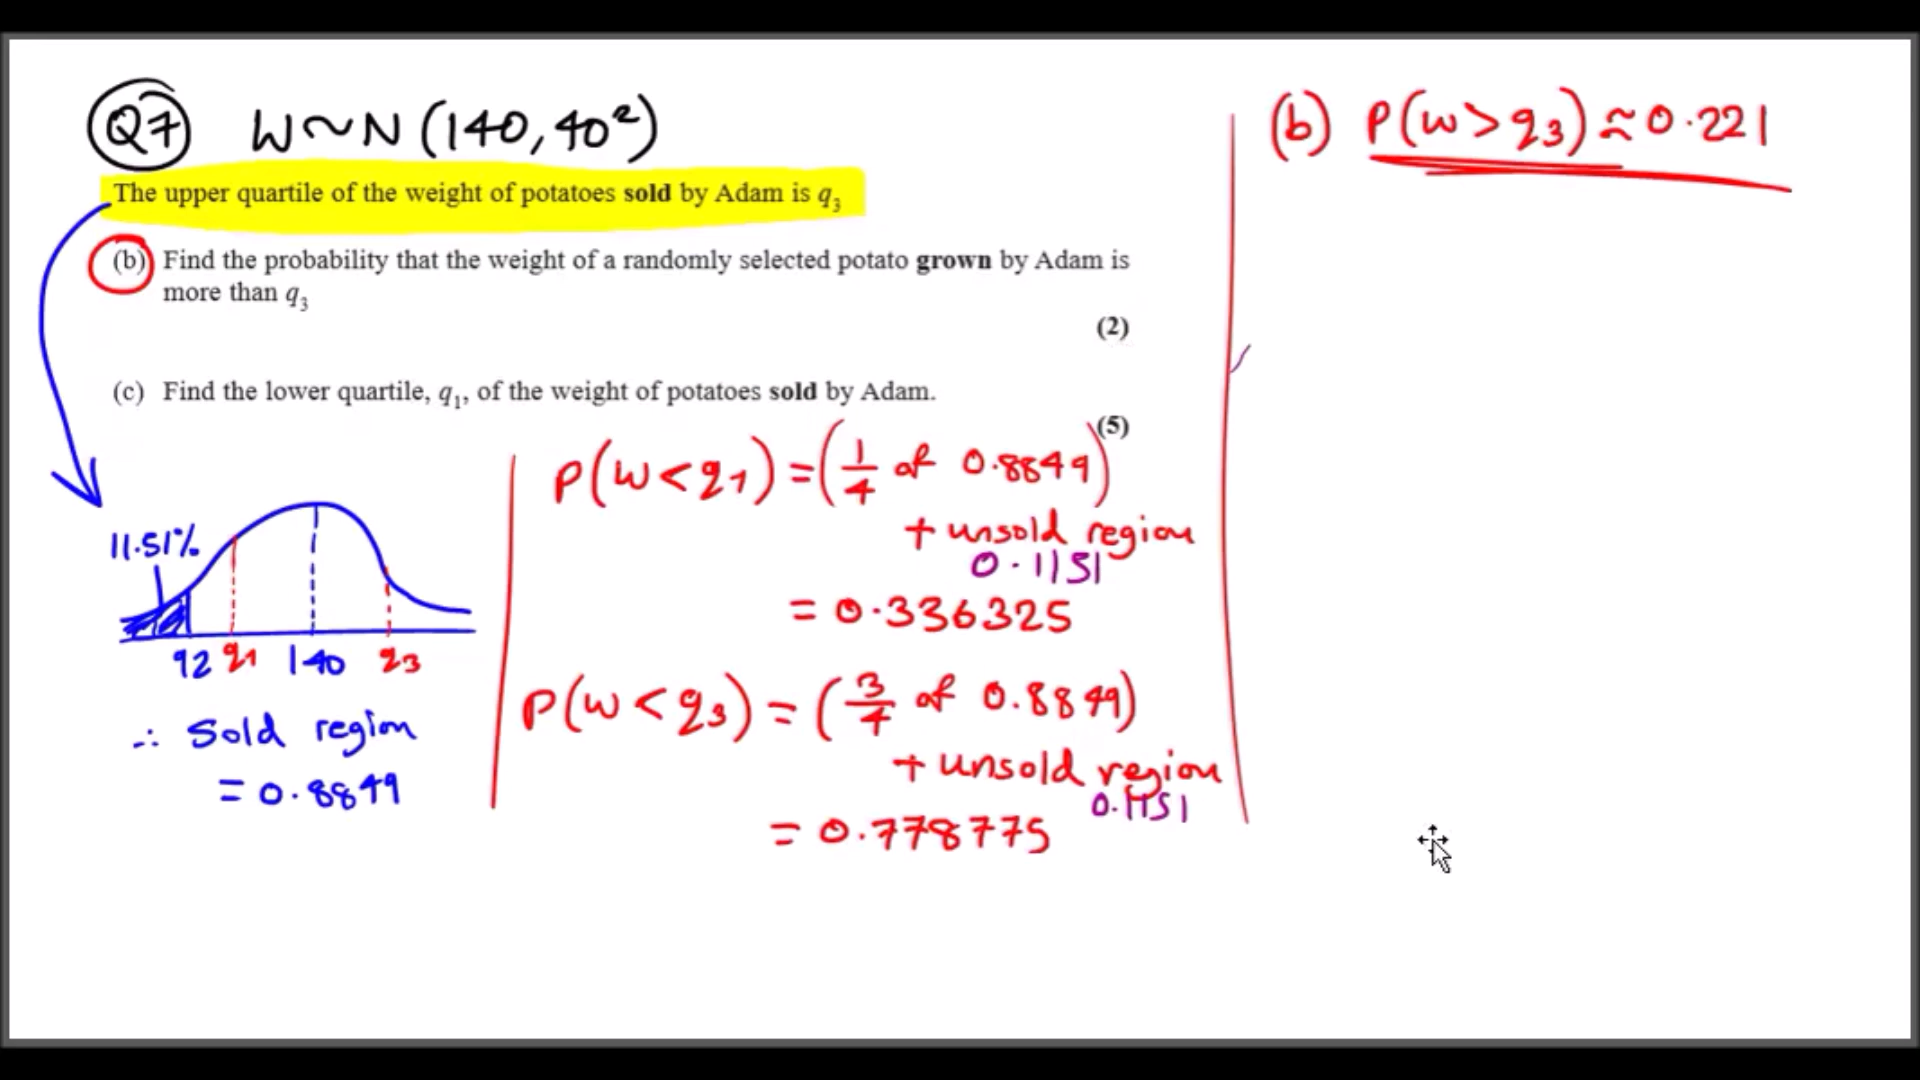 Q7 W~N(140,40²)
The upper quartile of the weight of potatoes sold by Adam is q₃
(b) Find the probability that the weight of a randomly selected potato grown by Adam is
more than q₃
(2)
(c) Find the lower quartile, q₁, of the weight of potatoes sold by Adam.
(5)
11.51%
92 q1 140 q3
∴ Sold region
= 0.8849
P(W<q1) = (1/4 of 0.8849)
+ unsold region
0.1151
= 0.336325
P(W<q3) = (3/4 of 0.8849)
+ unsold region
0.1151
= 0.778775
(b) P(W>q3) ≈ 0.221